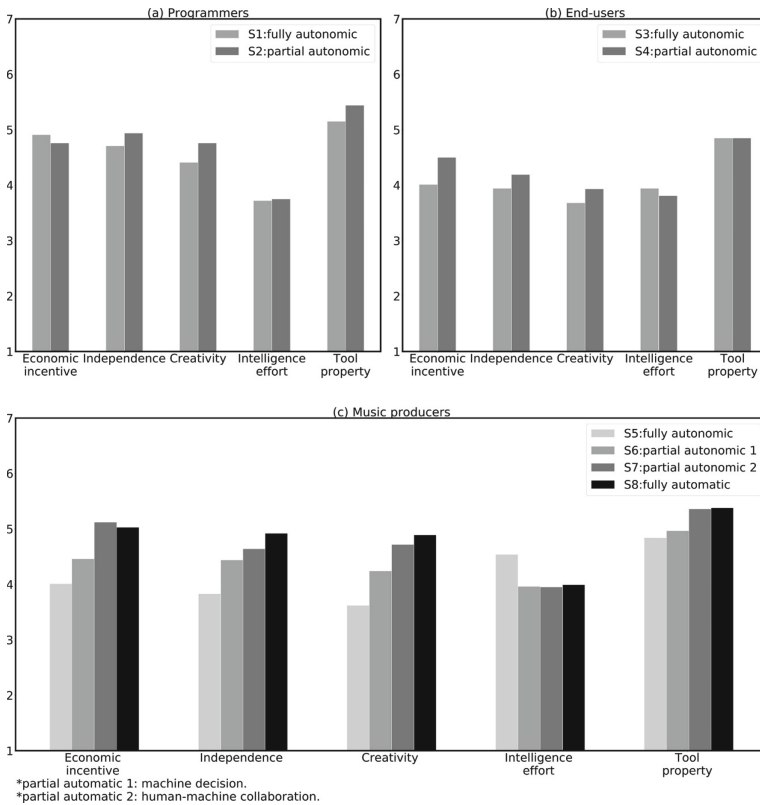 (a) Programmers
7
6
5
4
3
2
1
S1:fully autonomic
S2:partial autonomic
Economic incentive
Independence
Creativity
Intelligence effort
Tool property
(b) End-users
7
6
5
4
3
2
1
S3:fully autonomic
S4:partial autonomic
Economic incentive
Independence
Creativity
Intelligence effort
Tool property
(c) Music producers
7
6
5
4
3
2
1
S5:fully autonomic
S6:partial autonomic 1
S7:partial autonomic 2
S8:fully automatic
Economic incentive
Independence
Creativity
Intelligence effort
Tool property
*partial automatic 1: machine decision.
*partial automatic 2: human-machine collaboration.